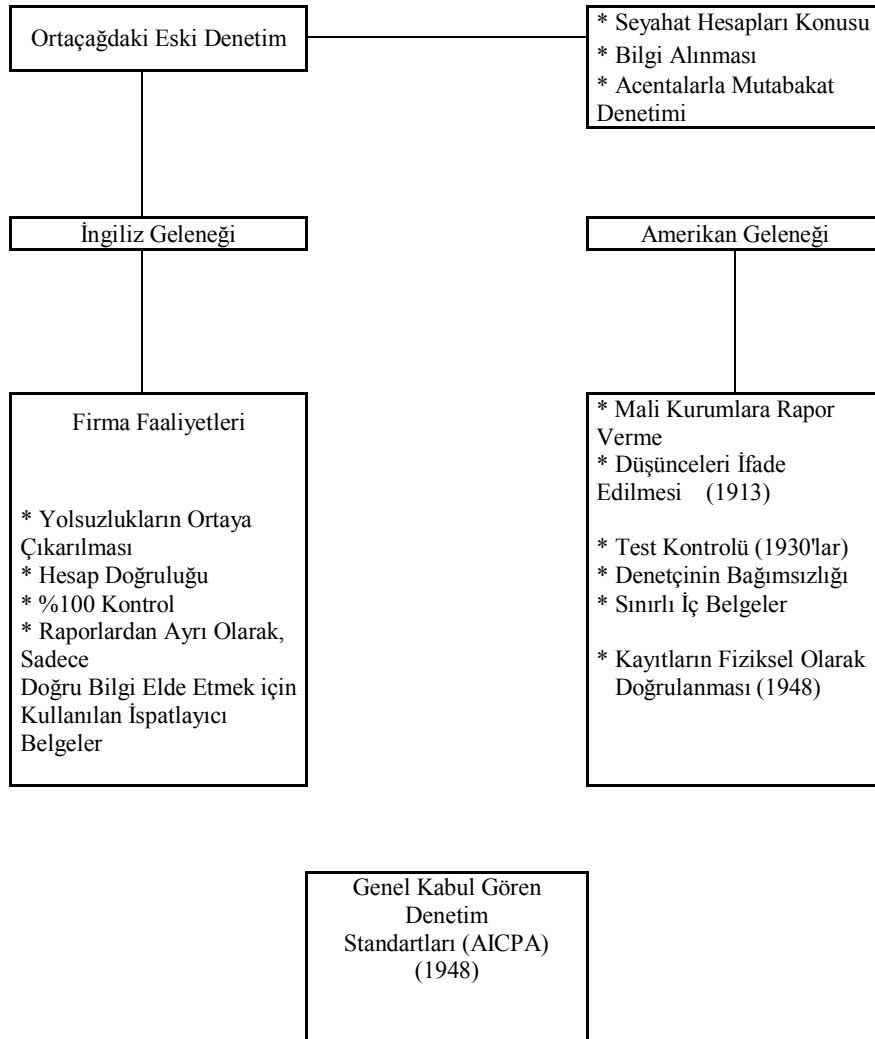 Ortaçağdaki Eski Denetim
* Seyahat Hesapları Konusu
* Bilgi Alınması
* Acentalarla Mutabakat
Denetimi
İngiliz Geleneği
Amerikan Geleneği
Firma Faaliyetleri
* Yolsuzlukların Ortaya
Çıkarılması
* Hesap Doğruluğu
* %100 Kontrol
* Raporlardan Ayrı Olarak,
Sadece
Doğru Bilgi Elde Etmek için
Kullanılan İspatlayıcı
Belgeler
* Mali Kurumlara Rapor
Verme
* Düşünceleri İfade
Edilmesi (1913)
* Test Kontrolü (1930'lar)
* Denetçinin Bağımsızlığı
* Sınırlı İç Belgeler
* Kayıtların Fiziksel Olarak
Doğrulanması (1948)
Genel Kabul Gören
Denetim
Standartları (AICPA)
(1948)